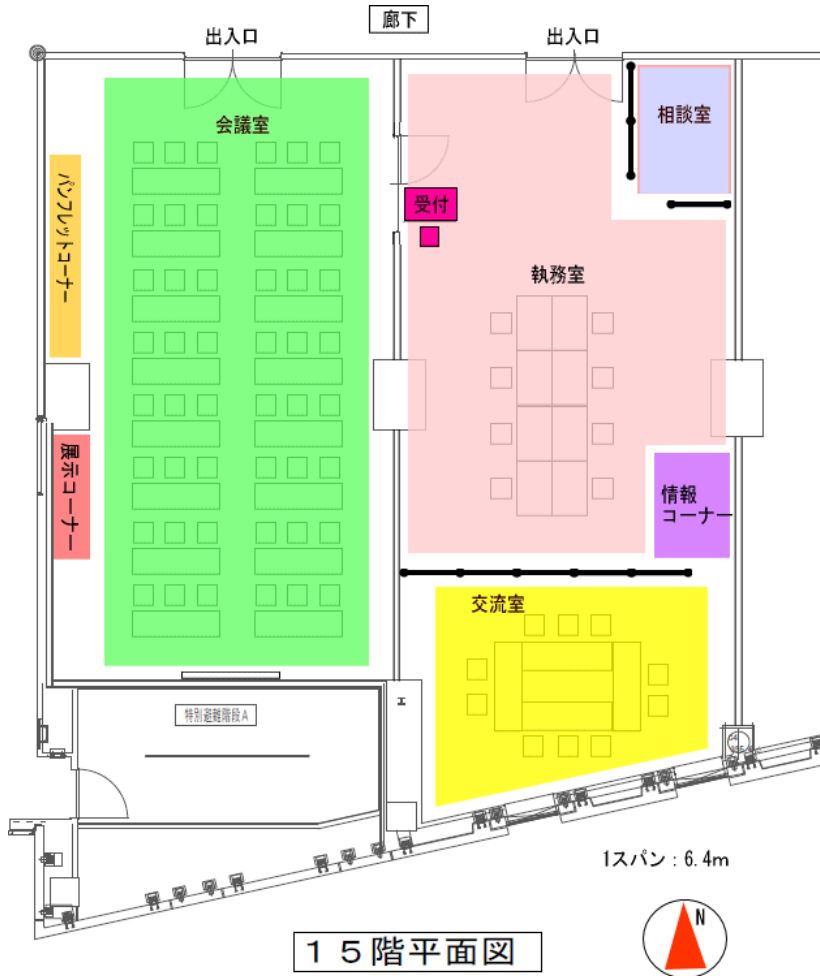 廊下
出入口
出入口
会議室
相談室
パンフレットコーナー
受付
執務室
展示コーナー
情報
コーナー
交流室
特別避難階段A
1スパン：6.4m
N
15階平面図